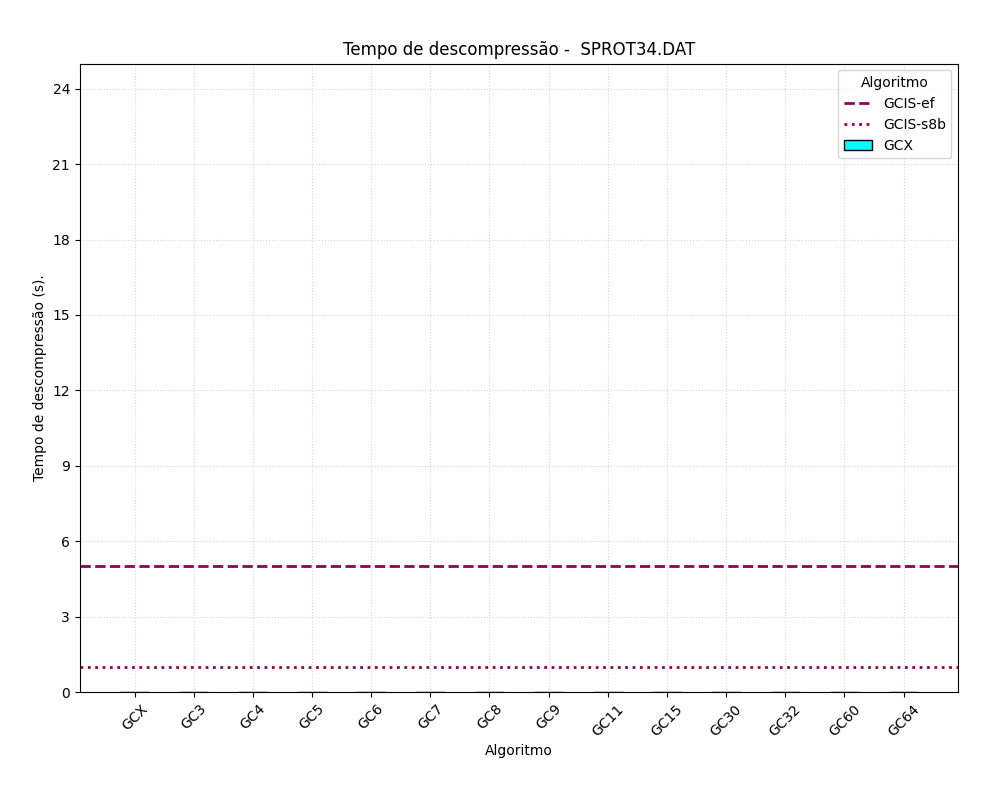 Tempo de descompressão -  SPROT34.DAT
Algoritmo
GCIS-ef
GCIS-s8b
GCX
24
21
18
15
12
9
6
3
0
Tempo de descompressão (s).
GCX GC3 GC4 GC5 GC6 GC7 GC8 GC9 GC11 GC15 GC30 GC32 GC60 GC64
Algoritmo